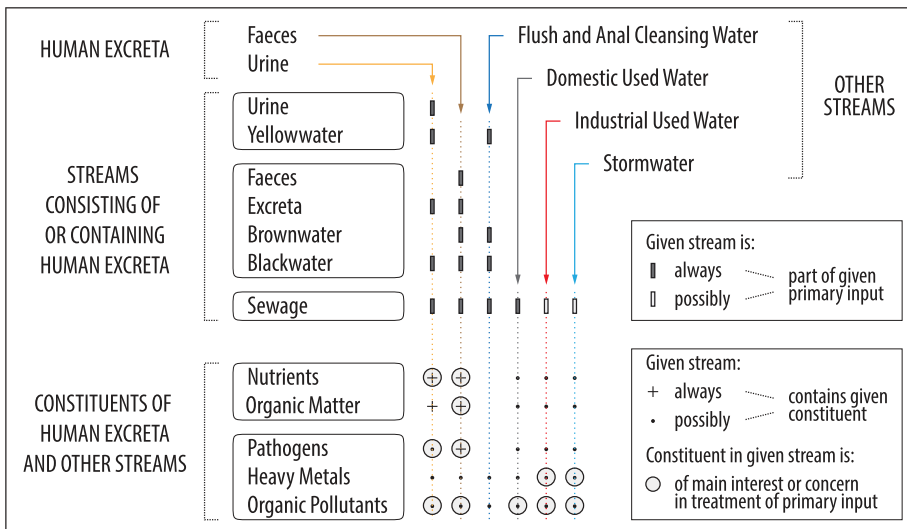 HUMAN EXCRETA
Faeces
Urine
Flush and Anal Cleansing Water
Domestic Used Water
Industrial Used Water
Stormwater
OTHER
STREAMS
STREAMS
CONSISTING OF
OR CONTAINING
HUMAN EXCRETA
Urine
Yellowwater
Faeces
Excreta
Brownwater
Blackwater
Sewage
Given stream is:
always
possibly
part of given
primary input
CONSTITUENTS OF
HUMAN EXCRETA
AND OTHER STREAMS
Nutrients
Organic Matter
Pathogens
Heavy Metals
Organic Pollutants
Given stream:
always
possibly
contains given
constituent
Constituent in given stream is:
of main interest or concern
in treatment of primary input